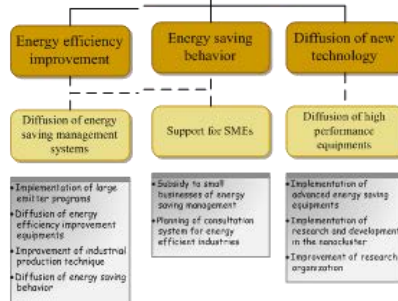 Energy efficiency
improvement
Energy saving
behavior
Diffusion of new
technology
Diffusion of energy
saving management
systems
Support for SMEs
Diffusion of high
performance
equipments
•Implementation of large
emitter programs
•Diffusion of energy
efficiency improvement
equipments
•Improvement of industrial
production technique
•Diffusion of energy saving
behavior
•Subsidy to small
businesses of energy
saving management
•Planning of consultation
system for energy
efficient industries
•Implementation of
advanced energy saving
equipments
•Implementation of
research and development
in the nanocluster
•Improvement of research
organization